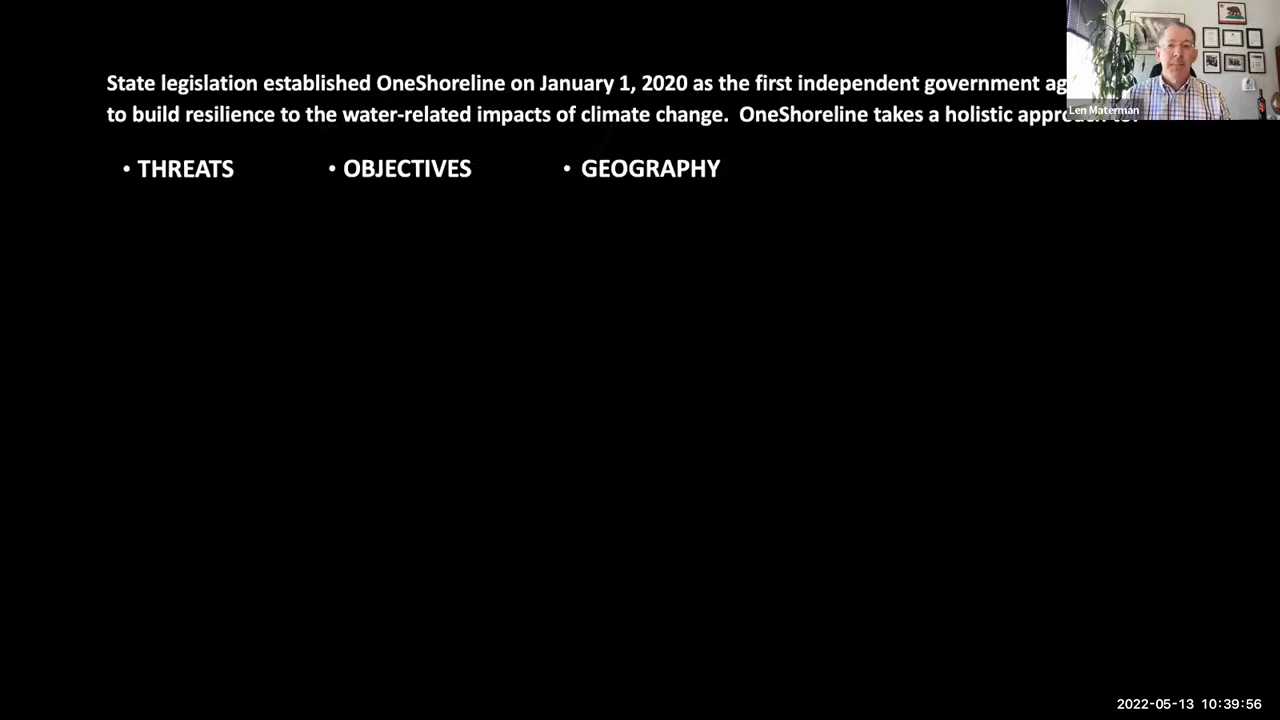 State legislation established OneShoreline on January 1, 2020 as the first independent government
to build resilience to the water-related impacts of climate change. OneShoreline takes a holistic
• THREATS • OBJECTIVES • GEOGRAPHY
Len Materman
2022-05-13 10:39:56